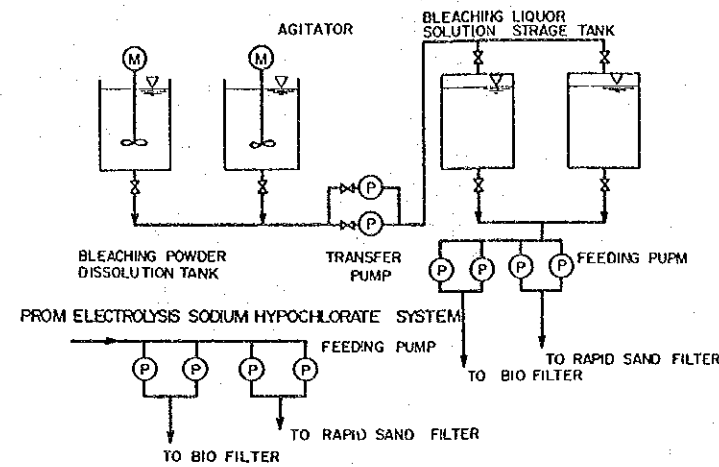 AGITATOR
BLEACHING LIQUOR
SOLUTION STRAGE TANK
M
M
P
P
BLEACHING POWDER
DISSOLUTION TANK
TRANSFER
PUMP
P
P
P
P
FEEDING PUPM
PROM ELECTROLYSIS SODIUM HYPOCHLORATE SYSTEM
FEEDING PUMP
P
P
P
P
TO BIO FILTER
TO RAPID SAND FILTER
TO RAPID SAND FILTER
TO BIO FILTER